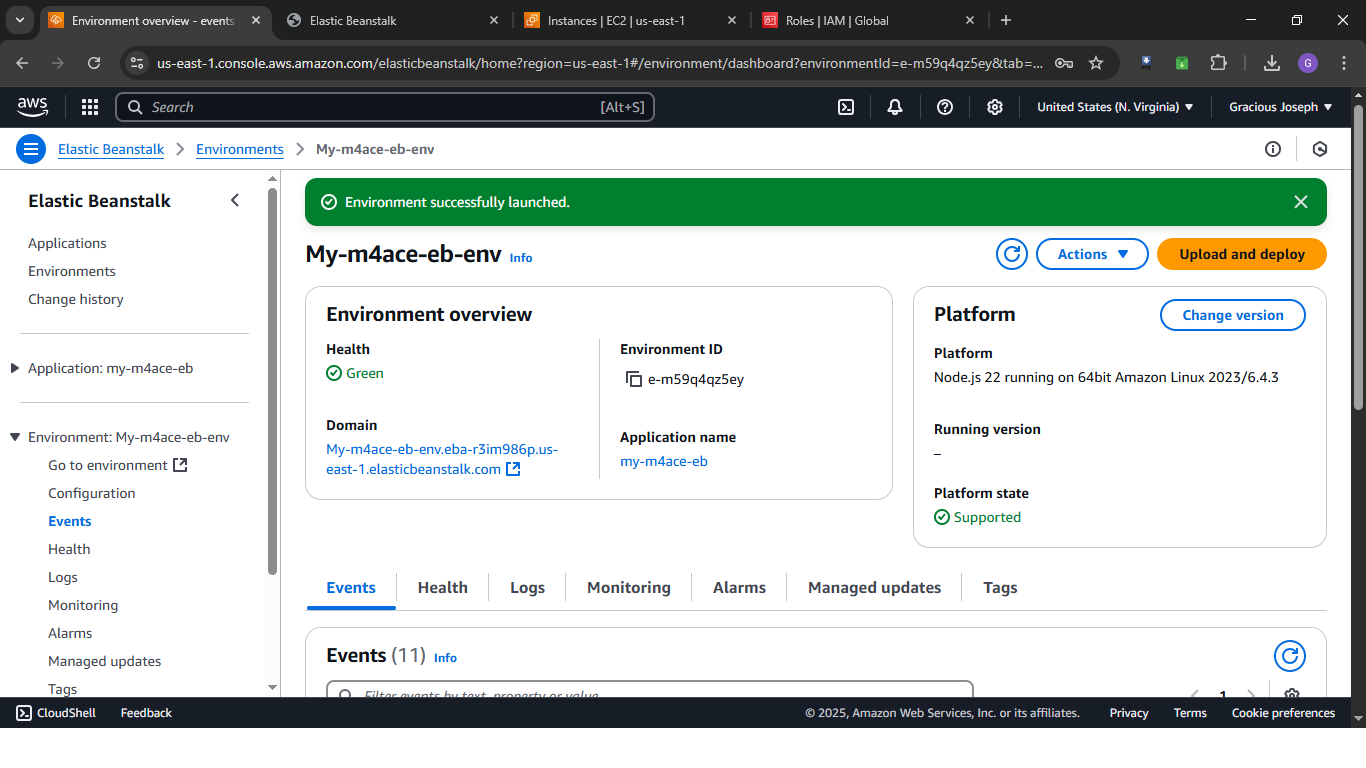 Environment overview - events
Elastic Beanstalk
Instances | EC2 | us-east-1
Roles | IAM | Global
us-east-1.console.aws.amazon.com/elasticbeanstalk/home?region=us-east-1#/environment/dashboard?environmentId=e-m59q4qz5ey&tab=...
G
aws
Search
[Alt+S]
United States (N. Virginia)
Gracious Joseph
Elastic Beanstalk
Environments
My-m4ace-eb-env
Elastic Beanstalk
Applications
Environments
Change history
Application: my-m4ace-eb
Environment: My-m4ace-eb-env
Go to environment
Configuration
Events
Health
Logs
Monitoring
Alarms
Managed updates
Tags
Environment successfully launched.
My-m4ace-eb-env Info
Actions
Upload and deploy
Environment overview
Health
Green
Domain
My-m4ace-eb-env.eba-r3im986p.us-
east-1.elasticbeanstalk.com
Environment ID
e-m59q4qz5ey
Application name
my-m4ace-eb
Platform
Change version
Platform
Node.js 22 running on 64bit Amazon Linux 2023/6.4.3
Running version
–
Platform state
Supported
Events
Health
Logs
Monitoring
Alarms
Managed updates
Tags
Events (11) Info
Filter events by text, property or value
1
CloudShell
Feedback
© 2025, Amazon Web Services, Inc. or its affiliates.
Privacy
Terms
Cookie preferences